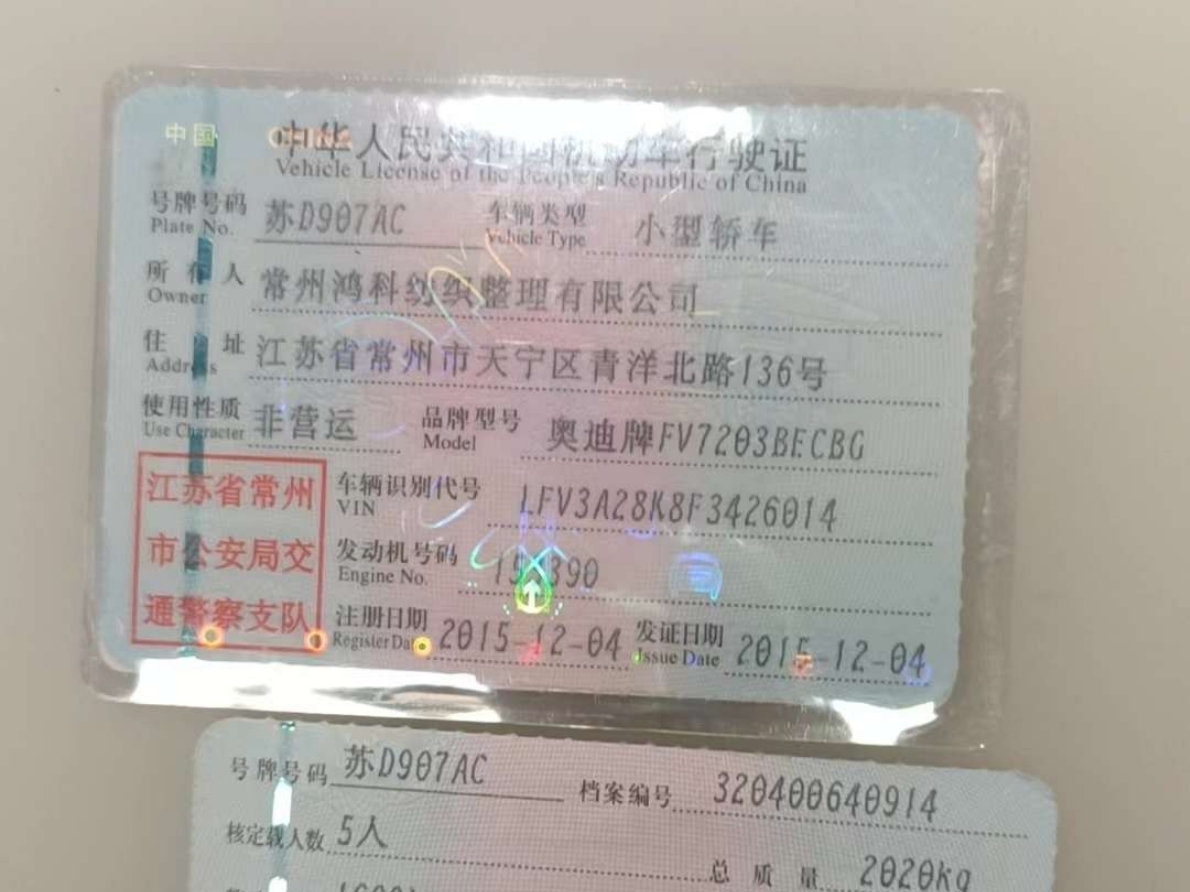 中国 CHINA
中华人民共和国机动车行驶证
Vehicle License of the People's Republic of China
号牌号码 苏D907AC 车辆类型 小型轿车
Plate No. Vehicle Type
所有人 常州鸿科纺织整理有限公司
Owner
住址 江苏省常州市天宁区青洋北路136号
Address
使用性质 非营运 品牌型号 奥迪牌FV7203BECBG
Use Character Model
江苏省常州
市公安局交
通警察支队
车辆识别代号 LFV3A28K8F3426014
VIN
发动机号码
Engine No.
注册日期 2015-12-04 发证日期 2015-12-04
Register Date Issue Date
号牌号码 苏D907AC 档案编号 320400640914
核定载人数 5人
总质量 2020kg